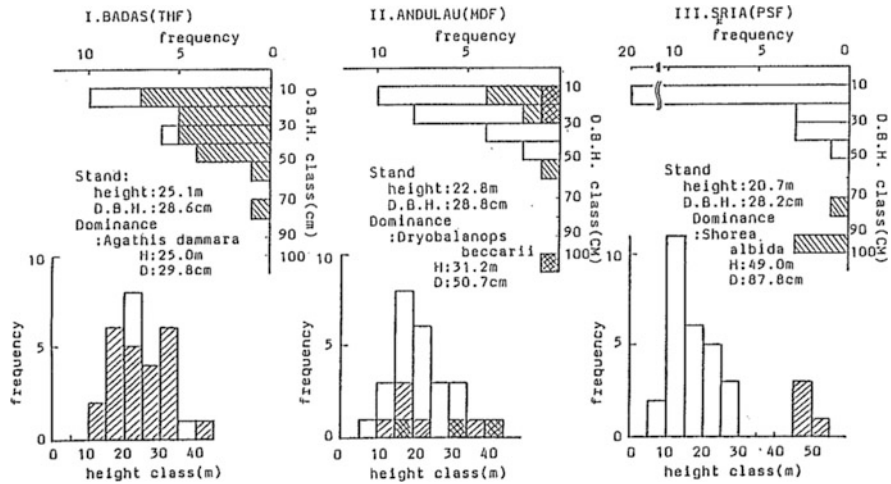 I.BADAS(THF)
frequency
10 5 0
10
30
50
70
90
100
D.B.H. class(cm)
Stand:
height:25.1m
D.B.H.:28.6cm
Dominance
:Agathis dammara
H:25.0m
D:29.8cm
10
5
0
frequency
0 10 20 30 40
height class(m)
II.ANDULAU(MDF)
frequency
10 5
10
30
50
70
90
100
D.B.H. class(CM)
Stand
height:22.8m
D.B.H.:28.8cm
Dominance
:Dryobalanops
beccarii
H:31.2m
D:50.7cm
10
5
0
frequency
0 10 20 30 40
height class(m)
III.SRIA(PSF)
frequency
20 10 5 0
10
30
50
70
90
100
D.B.H. class(CM)
Stand
height:20.7m
D.B.H.:28.2cm
Dominance
:Shorea
albida
H:49.0m
D:87.8cm
10
5
0
frequency
0 10 20 30 50
height class(m)